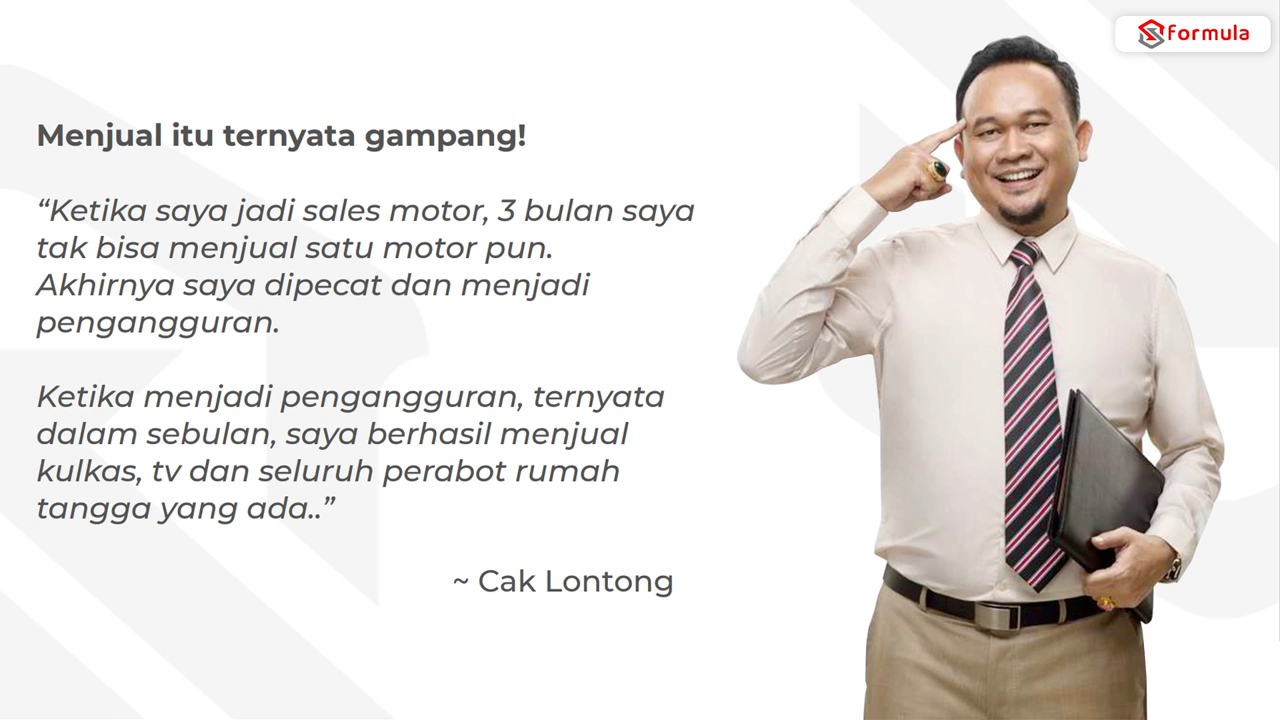 formula
Menjual itu ternyata gampang!
“Ketika saya jadi sales motor, 3 bulan saya
tak bisa menjual satu motor pun.
Akhirnya saya dipecat dan menjadi
pengangguran.
Ketika menjadi pengangguran, ternyata
dalam sebulan, saya berhasil menjual
kulkas, tv dan seluruh perabot rumah
tangga yang ada..”
~ Cak Lontong